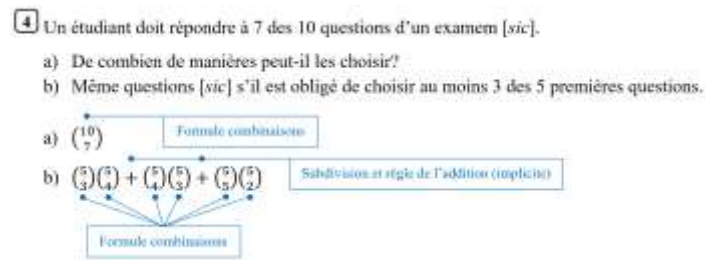 4 Un étudiant doit répondre à 7 des 10 questions d'un examem [sic].
a) De combien de manières peut-il les choisir?
b) Même questions [sic] s'il est obligé de choisir au moins 3 des 5 premières questions.
Formule combinaisons
a) (10 7)
b) (5 3)(5 4) + (5 4)(5 3) + (5 5)(5 2)
Subdivision et règle de l'addition (implicite)
Formule combinaisons